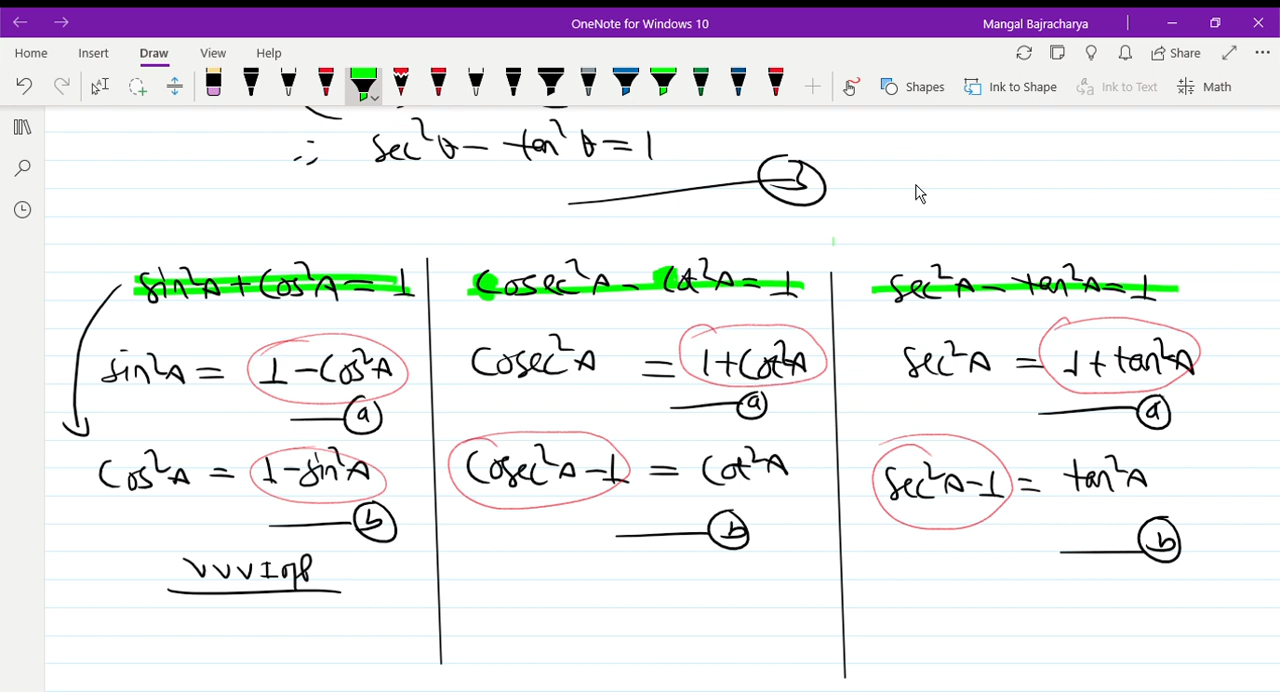 OneNote for Windows 10
Mangal Bajracharya
Home Insert Draw View Help
Share
Shapes Ink to Shape Ink to Text Math
∴ sec²θ − tan²θ = 1
3
sin²A + Cos²A = 1
sin²A = 1 − Cos²A
a
Cos²A = 1 − sin²A
b
VVVImp
Cosec²A − Cot²A = 1
Cosec²A = 1 + Cot²A
a
Cosec²A − 1 = Cot²A
b
sec²A − tan²A = 1
sec²A = 1 + tan²A
a
sec²A − 1 = tan²A
b